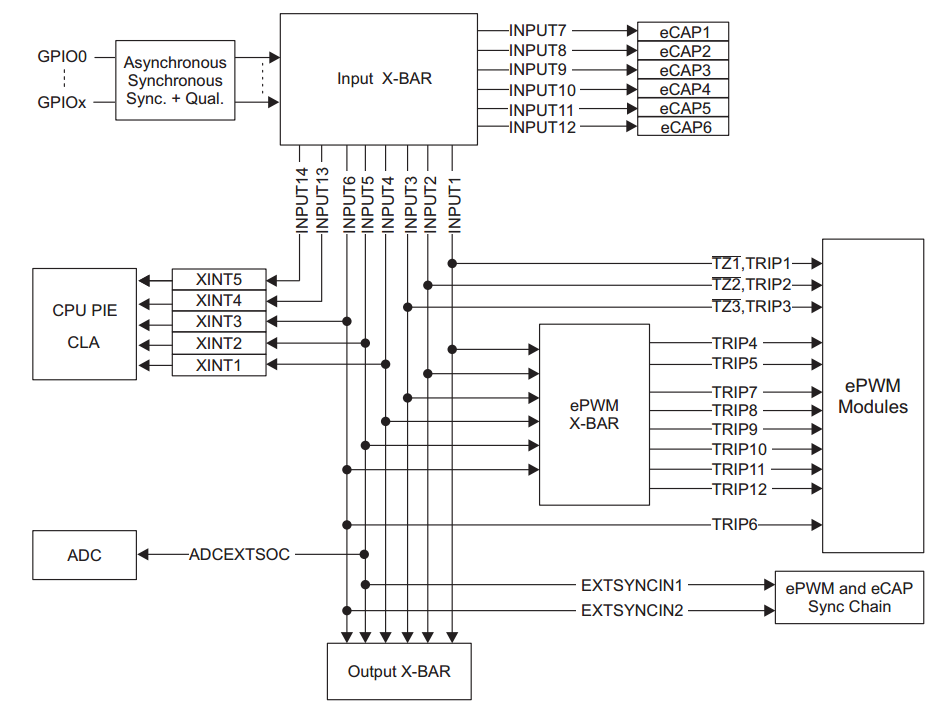 GPIO0
GPIOx
Asynchronous
Synchronous
Sync. + Qual.
Input X-BAR
INPUT7
INPUT8
INPUT9
INPUT10
INPUT11
INPUT12
eCAP1
eCAP2
eCAP3
eCAP4
eCAP5
eCAP6
INPUT14
INPUT13
INPUT6
INPUT5
INPUT4
INPUT3
INPUT2
INPUT1
CPU PIE
CLA
XINT5
XINT4
XINT3
XINT2
XINT1
TZ1,TRIP1
TZ2,TRIP2
TZ3,TRIP3
ePWM
X-BAR
TRIP4
TRIP5
TRIP7
TRIP8
TRIP9
TRIP10
TRIP11
TRIP12
TRIP6
ePWM
Modules
ADC
ADCEXTSOC
EXTSYNCIN1
EXTSYNCIN2
ePWM and eCAP
Sync Chain
Output X-BAR